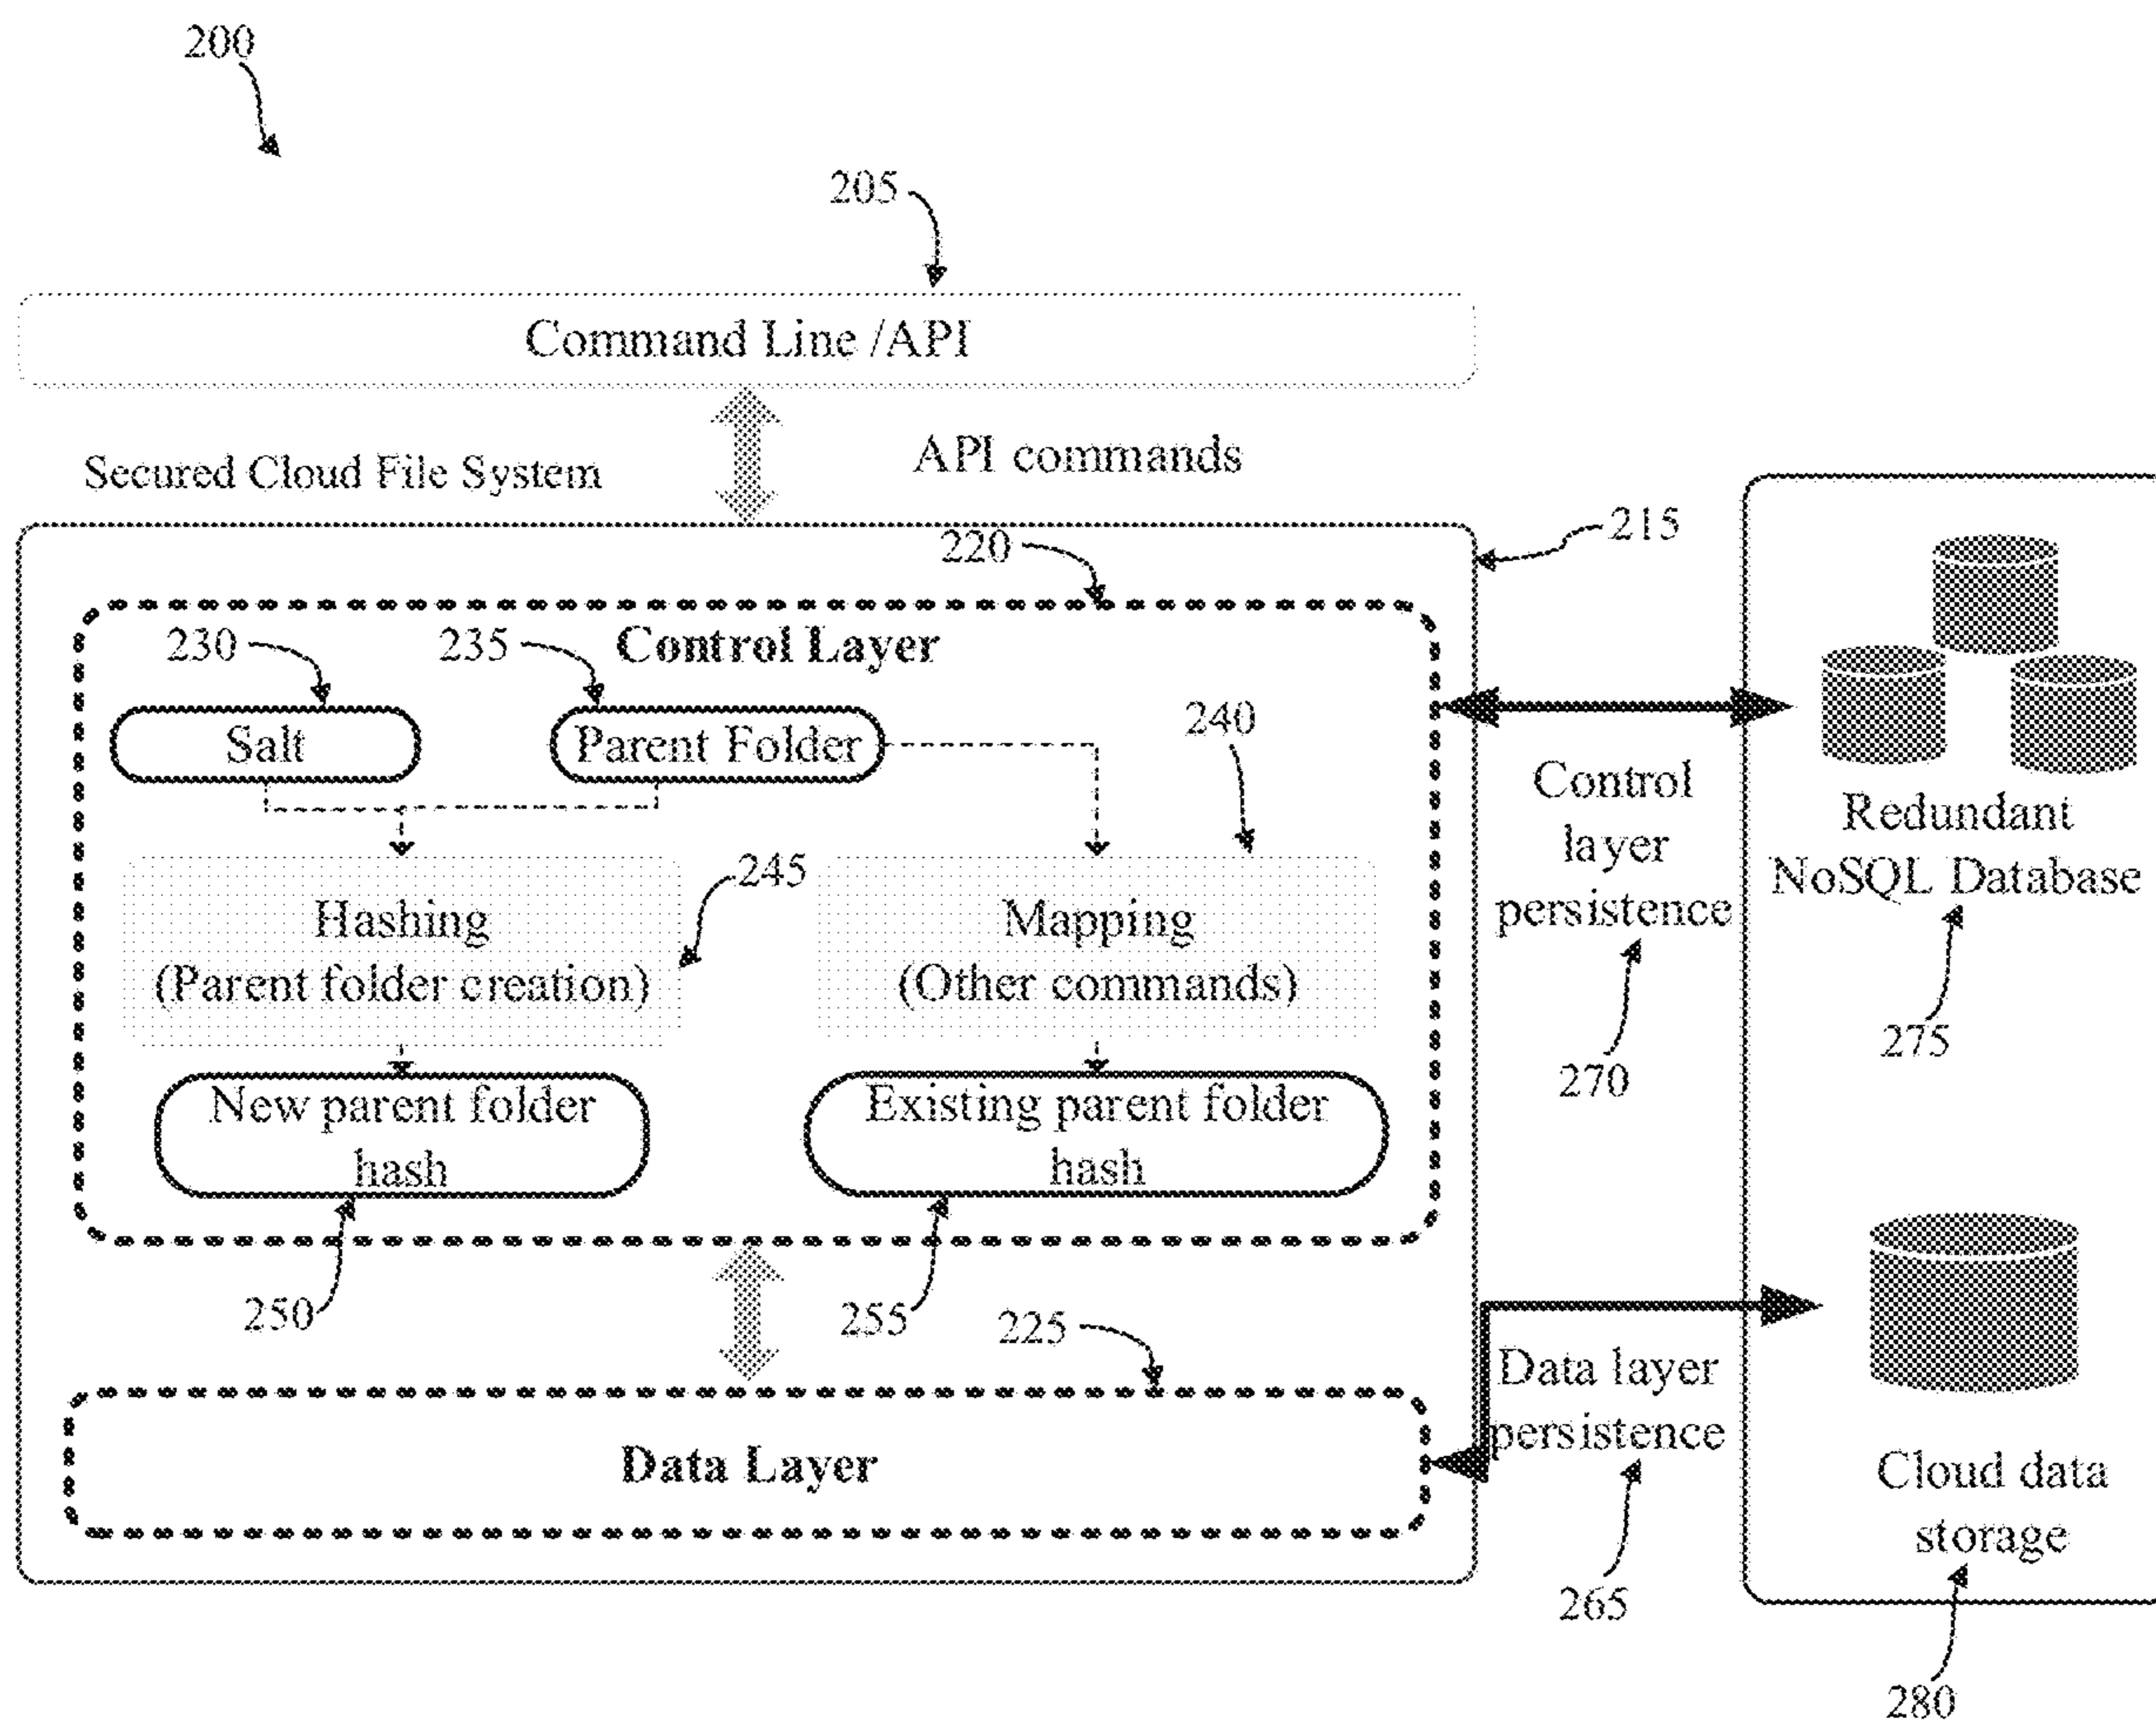 200
205
Command Line /API
Secured Cloud File System
API commands
215
220
Control Layer
230
235
240
Salt
Parent Folder
245
Hashing
(Parent folder creation)
Mapping
(Other commands)
New parent folder
hash
Existing parent folder
hash
250
255
225
Data Layer
Control
layer
persistence
270
Redundant
NoSQL Database
275
Data layer
persistence
265
Cloud data
storage
280